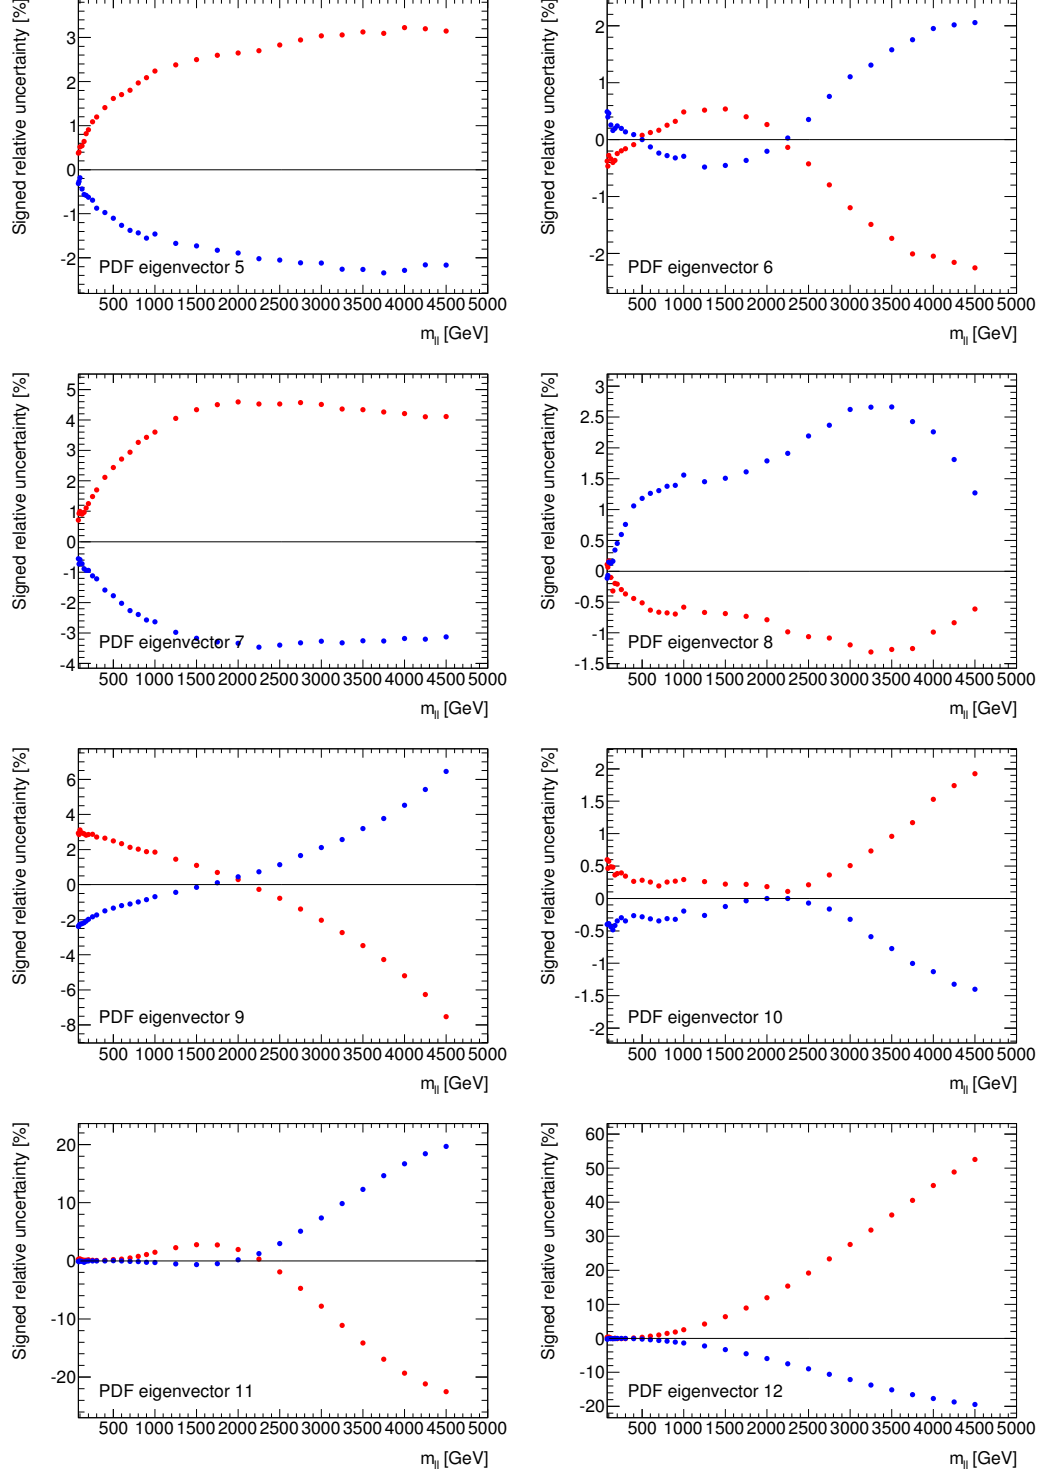 Signed relative uncertainty [%]
3
2
1
0
-1
-2
PDF eigenvector 5
500 1000 1500 2000 2500 3000 3500 4000 4500 5000
m_ll [GeV]
Signed relative uncertainty [%]
2
1
0
-1
-2
PDF eigenvector 6
500 1000 1500 2000 2500 3000 3500 4000 4500 5000
m_ll [GeV]
Signed relative uncertainty [%]
5
4
3
2
1
0
-1
-2
-3
-4
PDF eigenvector 7
500 1000 1500 2000 2500 3000 3500 4000 4500 5000
m_ll [GeV]
Signed relative uncertainty [%]
3
2.5
2
1.5
1
0.5
0
-0.5
-1
-1.5
PDF eigenvector 8
500 1000 1500 2000 2500 3000 3500 4000 4500 5000
m_ll [GeV]
Signed relative uncertainty [%]
6
4
2
0
-2
-4
-6
-8
PDF eigenvector 9
500 1000 1500 2000 2500 3000 3500 4000 4500 5000
m_ll [GeV]
Signed relative uncertainty [%]
2
1.5
1
0.5
0
-0.5
-1
-1.5
-2
PDF eigenvector 10
500 1000 1500 2000 2500 3000 3500 4000 4500 5000
m_ll [GeV]
Signed relative uncertainty [%]
20
10
0
-10
-20
PDF eigenvector 11
500 1000 1500 2000 2500 3000 3500 4000 4500 5000
m_ll [GeV]
Signed relative uncertainty [%]
60
50
40
30
20
10
0
-10
-20
PDF eigenvector 12
500 1000 1500 2000 2500 3000 3500 4000 4500 5000
m_ll [GeV]